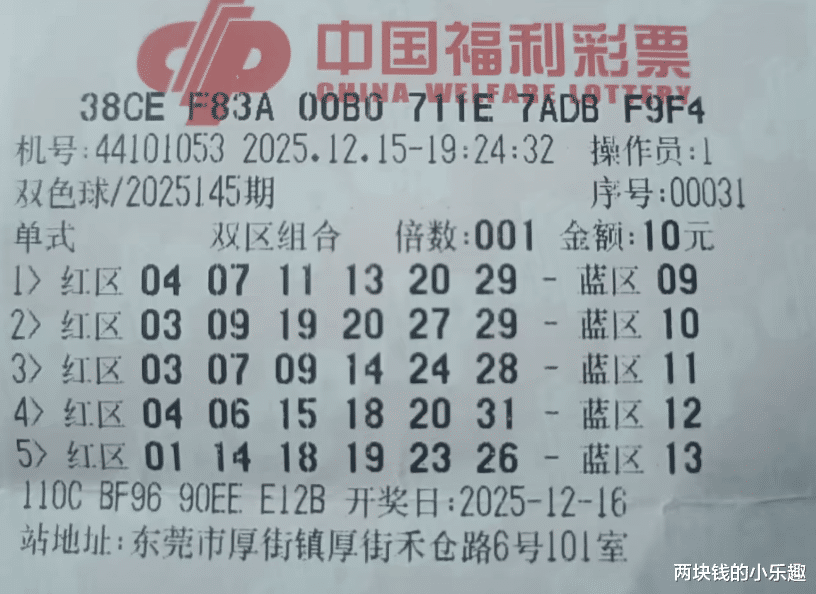 中国福利彩票
CHINA WELFARE LOTTERY
38CE F83A 00B0 711E 7ADB F9F4
机号:44101053 2025.12.15-19:24:32 操作员:1
双色球/2025145期 序号:00031
单式 双区组合 倍数:001 金额:10元
1> 红区 04 07 11 13 20 29 - 蓝区 09
2> 红区 03 09 19 20 27 29 - 蓝区 10
3> 红区 03 07 09 14 24 28 - 蓝区 11
4> 红区 04 06 15 18 20 31 - 蓝区 12
5> 红区 01 14 18 19 23 26 - 蓝区 13
110C BF96 90EE E12B 开奖日:2025-12-16
站地址:东莞市厚街镇厚街禾仓路6号101室
两块钱的小乐趣